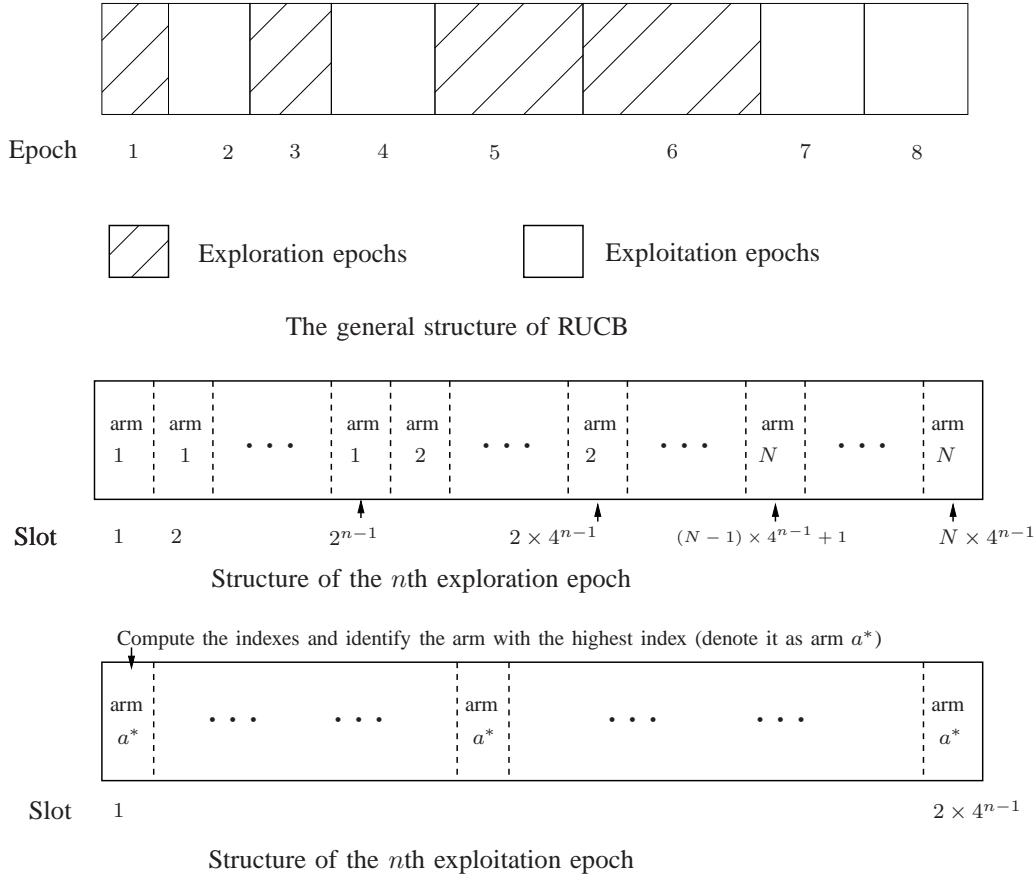 Epoch 1 2 3 4 5 6 7 8
Exploration epochs Exploitation epochs
The general structure of RUCB
arm arm arm arm arm arm arm
1 1 · · · 1 2 · · · 2 · · · N · · · N
Slot 1 2 2^{n−1} 2 × 4^{n−1} (N − 1) × 4^{n−1} + 1 N × 4^{n−1}
Structure of the nth exploration epoch
Compute the indexes and identify the arm with the highest index (denote it as arm a*)
arm arm arm
a* · · · · · · a* · · · · · · a*
Slot 1 2 × 4^{n−1}
Structure of the nth exploitation epoch